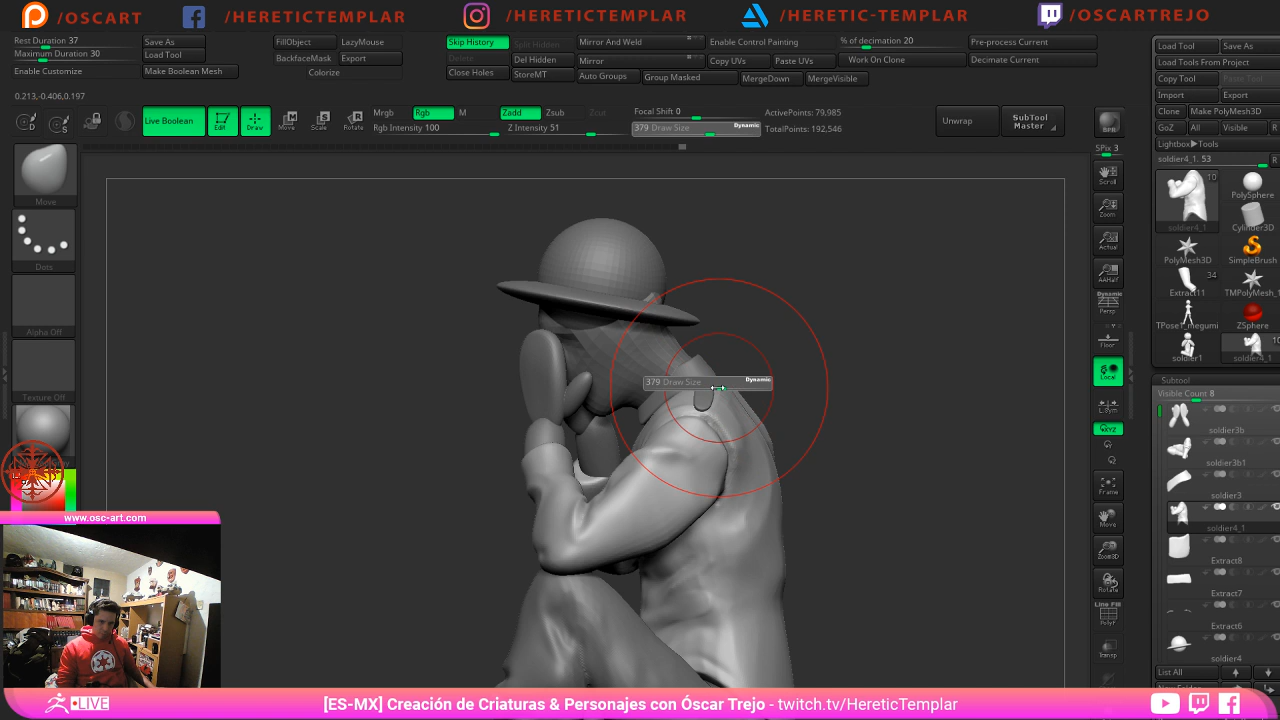 /OSCART
/HERETICTEMPLAR
/HERETICTEMPLAR
/HERETIC-TEMPLAR
/OSCARTREJO
Rest Duration 37
Maximum Duration 30
Enable Customize
Save As
Load Tool
Make Boolean Mesh
FillObject
LazyMouse
BackfaceMask
Export
Colorize
Skip History
Split Hidden
Delete
Del Hidden
Close Holes
StoreMT
Mirror And Weld
Mirror
Auto Groups
Group Masked
Enable Control Painting
Copy UVs
Paste UVs
MergeDown
MergeVisible
% of decimation 20
Work On Clone
Pre-process Current
Decimate Current
0.213,-0.406,0.197
Live Boolean
Edit
Draw
Move
Scale
Rotate
Mrgb
Rgb
M
Rgb Intensity 100
Zadd
Zsub
Zcut
Z Intensity 51
Focal Shift 0
379 Draw Size
Dynamic
ActivePoints: 79,985
TotalPoints: 192,546
Unwrap
SubTool
Master
BPR
SPix 3
Scroll
Zoom
Actual
AAHalf
Dynamic
Persp
Floor
Local
L.Sym
XYZ
Frame
Move
Zoom3D
Rotate
Line Fill
PolyF
Transp
Move
Dots
Alpha Off
Texture Off
379 Draw Size
Dynamic
Load Tool
Save As
Load Tools From Project
Copy Tool
Paste Tool
Import
Export
Clone
Make PolyMesh3D
GoZ
All
Visible
R
Lightbox▶Tools
soldier4_1. 53
R
10
soldier4_1
PolySphere
Cylinder3D
PolyMesh3D
SimpleBrush
34
Extract11
TMPolyMesh_1
TPose1_megumi
ZSphere
soldier1
10
soldier4_1
Subtool
Visible Count 8
soldier3b
soldier3b1
soldier3
soldier4_1
Extract8
Extract7
Extract6
soldier4
List All
www.osc-art.com
LIVE
[ES-MX] Creación de Criaturas & Personajes con Óscar Trejo - twitch.tv/HereticTemplar